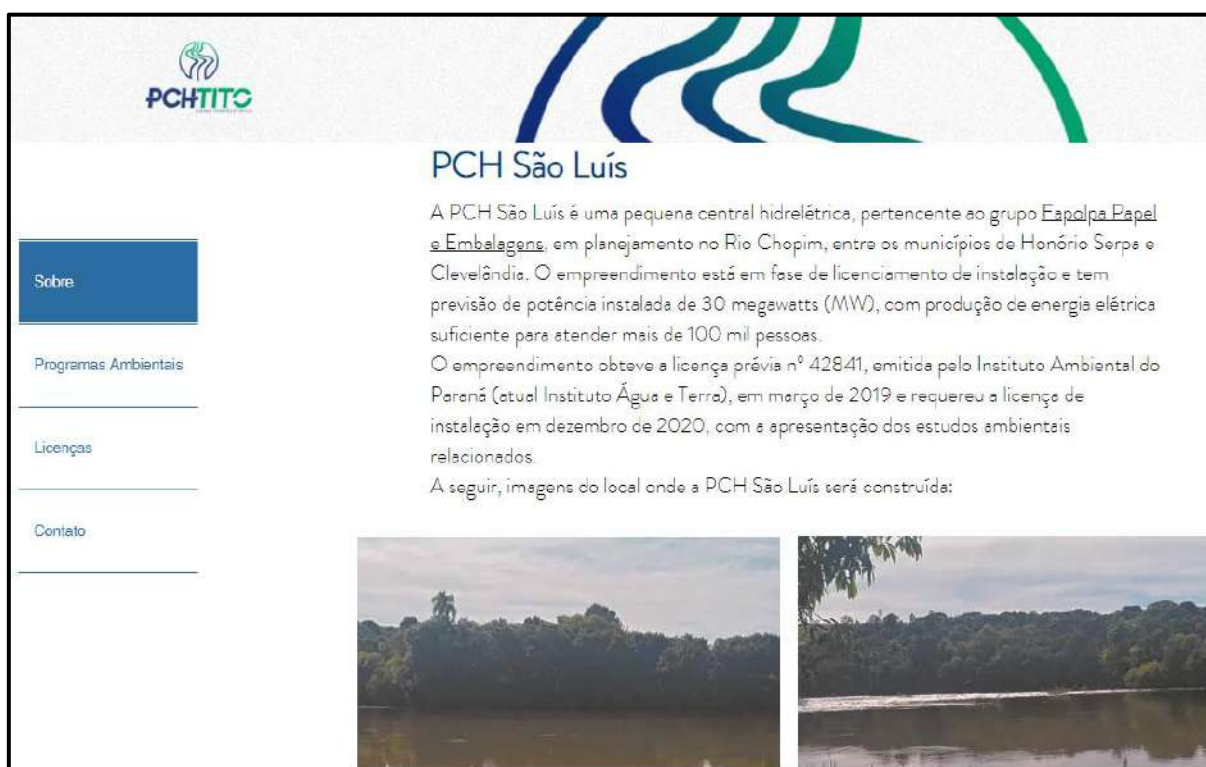 PCHTITO
PCH São Luís
A PCH São Luís é uma pequena central hidrelétrica, pertencente ao grupo Fapolpa Papel
e Embalagens, em planejamento no Rio Chopim, entre os municípios de Honório Serpa e
Clevelândia. O empreendimento está em fase de licenciamento de instalação e tem
previsão de potência instalada de 30 megawatts (MW), com produção de energia elétrica
suficiente para atender mais de 100 mil pessoas.
O empreendimento obteve a licença prévia nº 42841, emitida pelo Instituto Ambiental do
Paraná (atual Instituto Água e Terra), em março de 2019 e requereu a licença de
instalação em dezembro de 2020, com a apresentação dos estudos ambientais
relacionados.
A seguir, imagens do local onde a PCH São Luís será construída:
Sobre
Programas Ambientais
Licenças
Contato